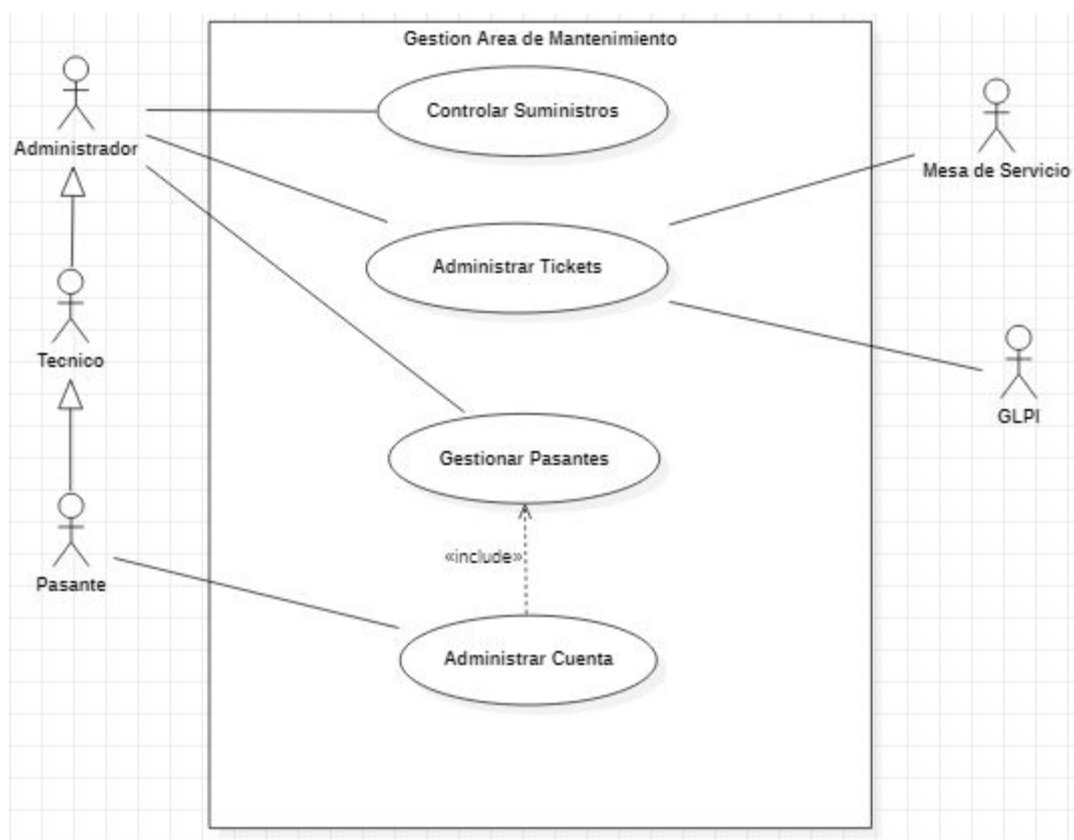 Gestion Area de Mantenimiento
Controlar Suministros
Administrador
Mesa de Servicio
Administrar Tickets
Tecnico
GLPI
Gestionar Pasantes
«include»
Pasante
Administrar Cuenta